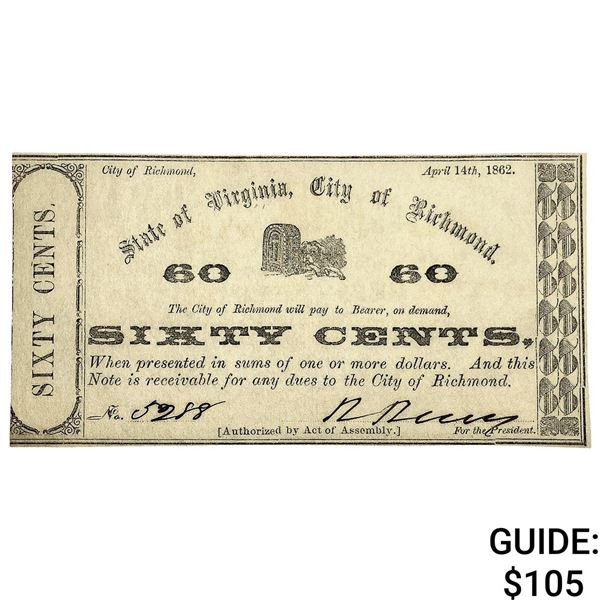 SIXTY CENTS.
City of Richmond, April 14th, 1862.
State of Virginia, City of Richmond,
60 60
The City of Richmond will pay to Bearer, on demand,
SIXTY CENTS,
When presented in sums of one or more dollars. And this
Note is receivable for any dues to the City of Richmond.
No. 5288
[Authorized by Act of Assembly.] For the President.
GUIDE:
$105